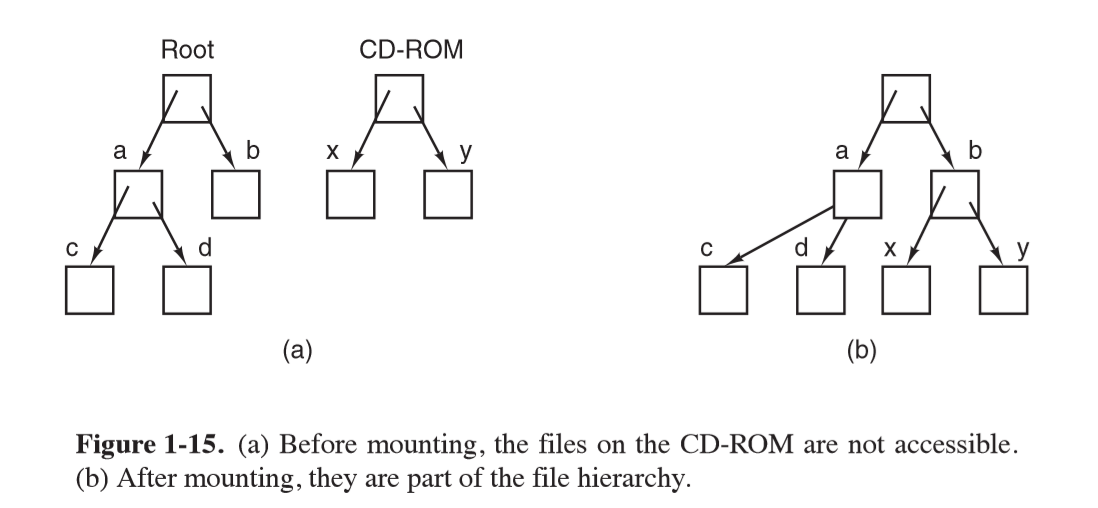 Root CD-ROM
a b x y
a b
c d
c d x y
(a) (b)
Figure 1-15. (a) Before mounting, the files on the CD-ROM are not accessible.
(b) After mounting, they are part of the file hierarchy.